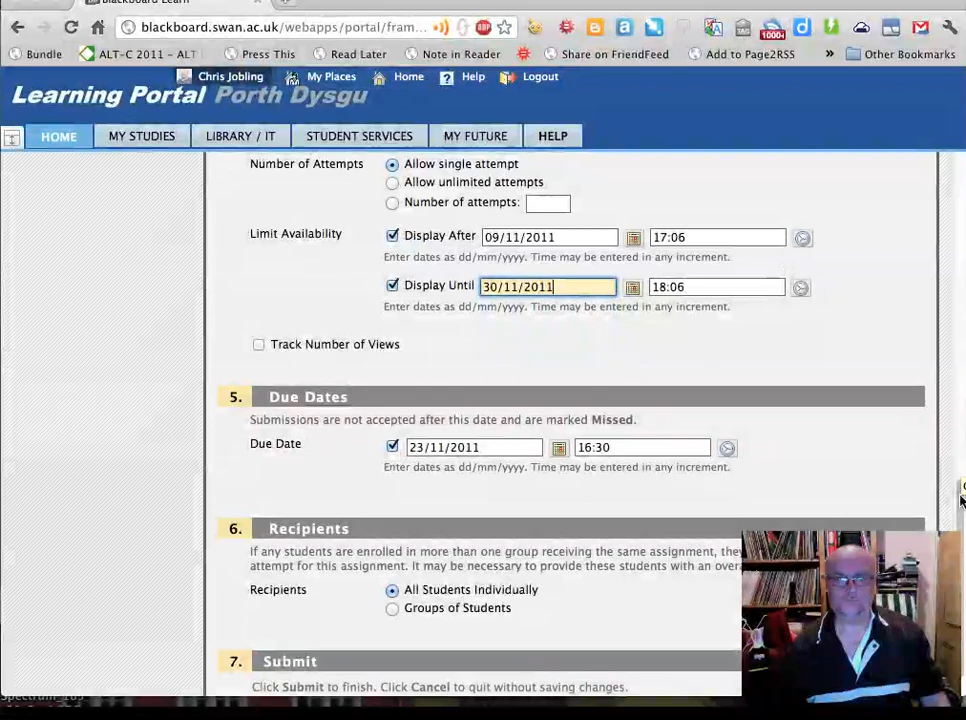 Blackboard Learn
blackboard.swan.ac.uk/webapps/portal/fram...
Bundle
ALT-C 2011 - ALT
Press This
Read Later
Note in Reader
Share on FriendFeed
Add to Page2RSS
»
Other Bookmarks
1000+
Chris Jobling
My Places
Home
Help
Logout
Learning Portal Porth Dysgu
HOME
MY STUDIES
LIBRARY / IT
STUDENT SERVICES
MY FUTURE
HELP
Number of Attempts
Allow single attempt
Allow unlimited attempts
Number of attempts:
Limit Availability
Display After 09/11/2011 17:06
Enter dates as dd/mm/yyyy. Time may be entered in any increment.
Display Until 30/11/2011 18:06
Enter dates as dd/mm/yyyy. Time may be entered in any increment.
Track Number of Views
5. Due Dates
Submissions are not accepted after this date and are marked Missed.
Due Date 23/11/2011 16:30
Enter dates as dd/mm/yyyy. Time may be entered in any increment.
6. Recipients
If any students are enrolled in more than one group receiving the same assignment, they
attempt for this assignment. It may be necessary to provide these students with an overa
Recipients
All Students Individually
Groups of Students
7. Submit
Click Submit to finish. Click Cancel to quit without saving changes.